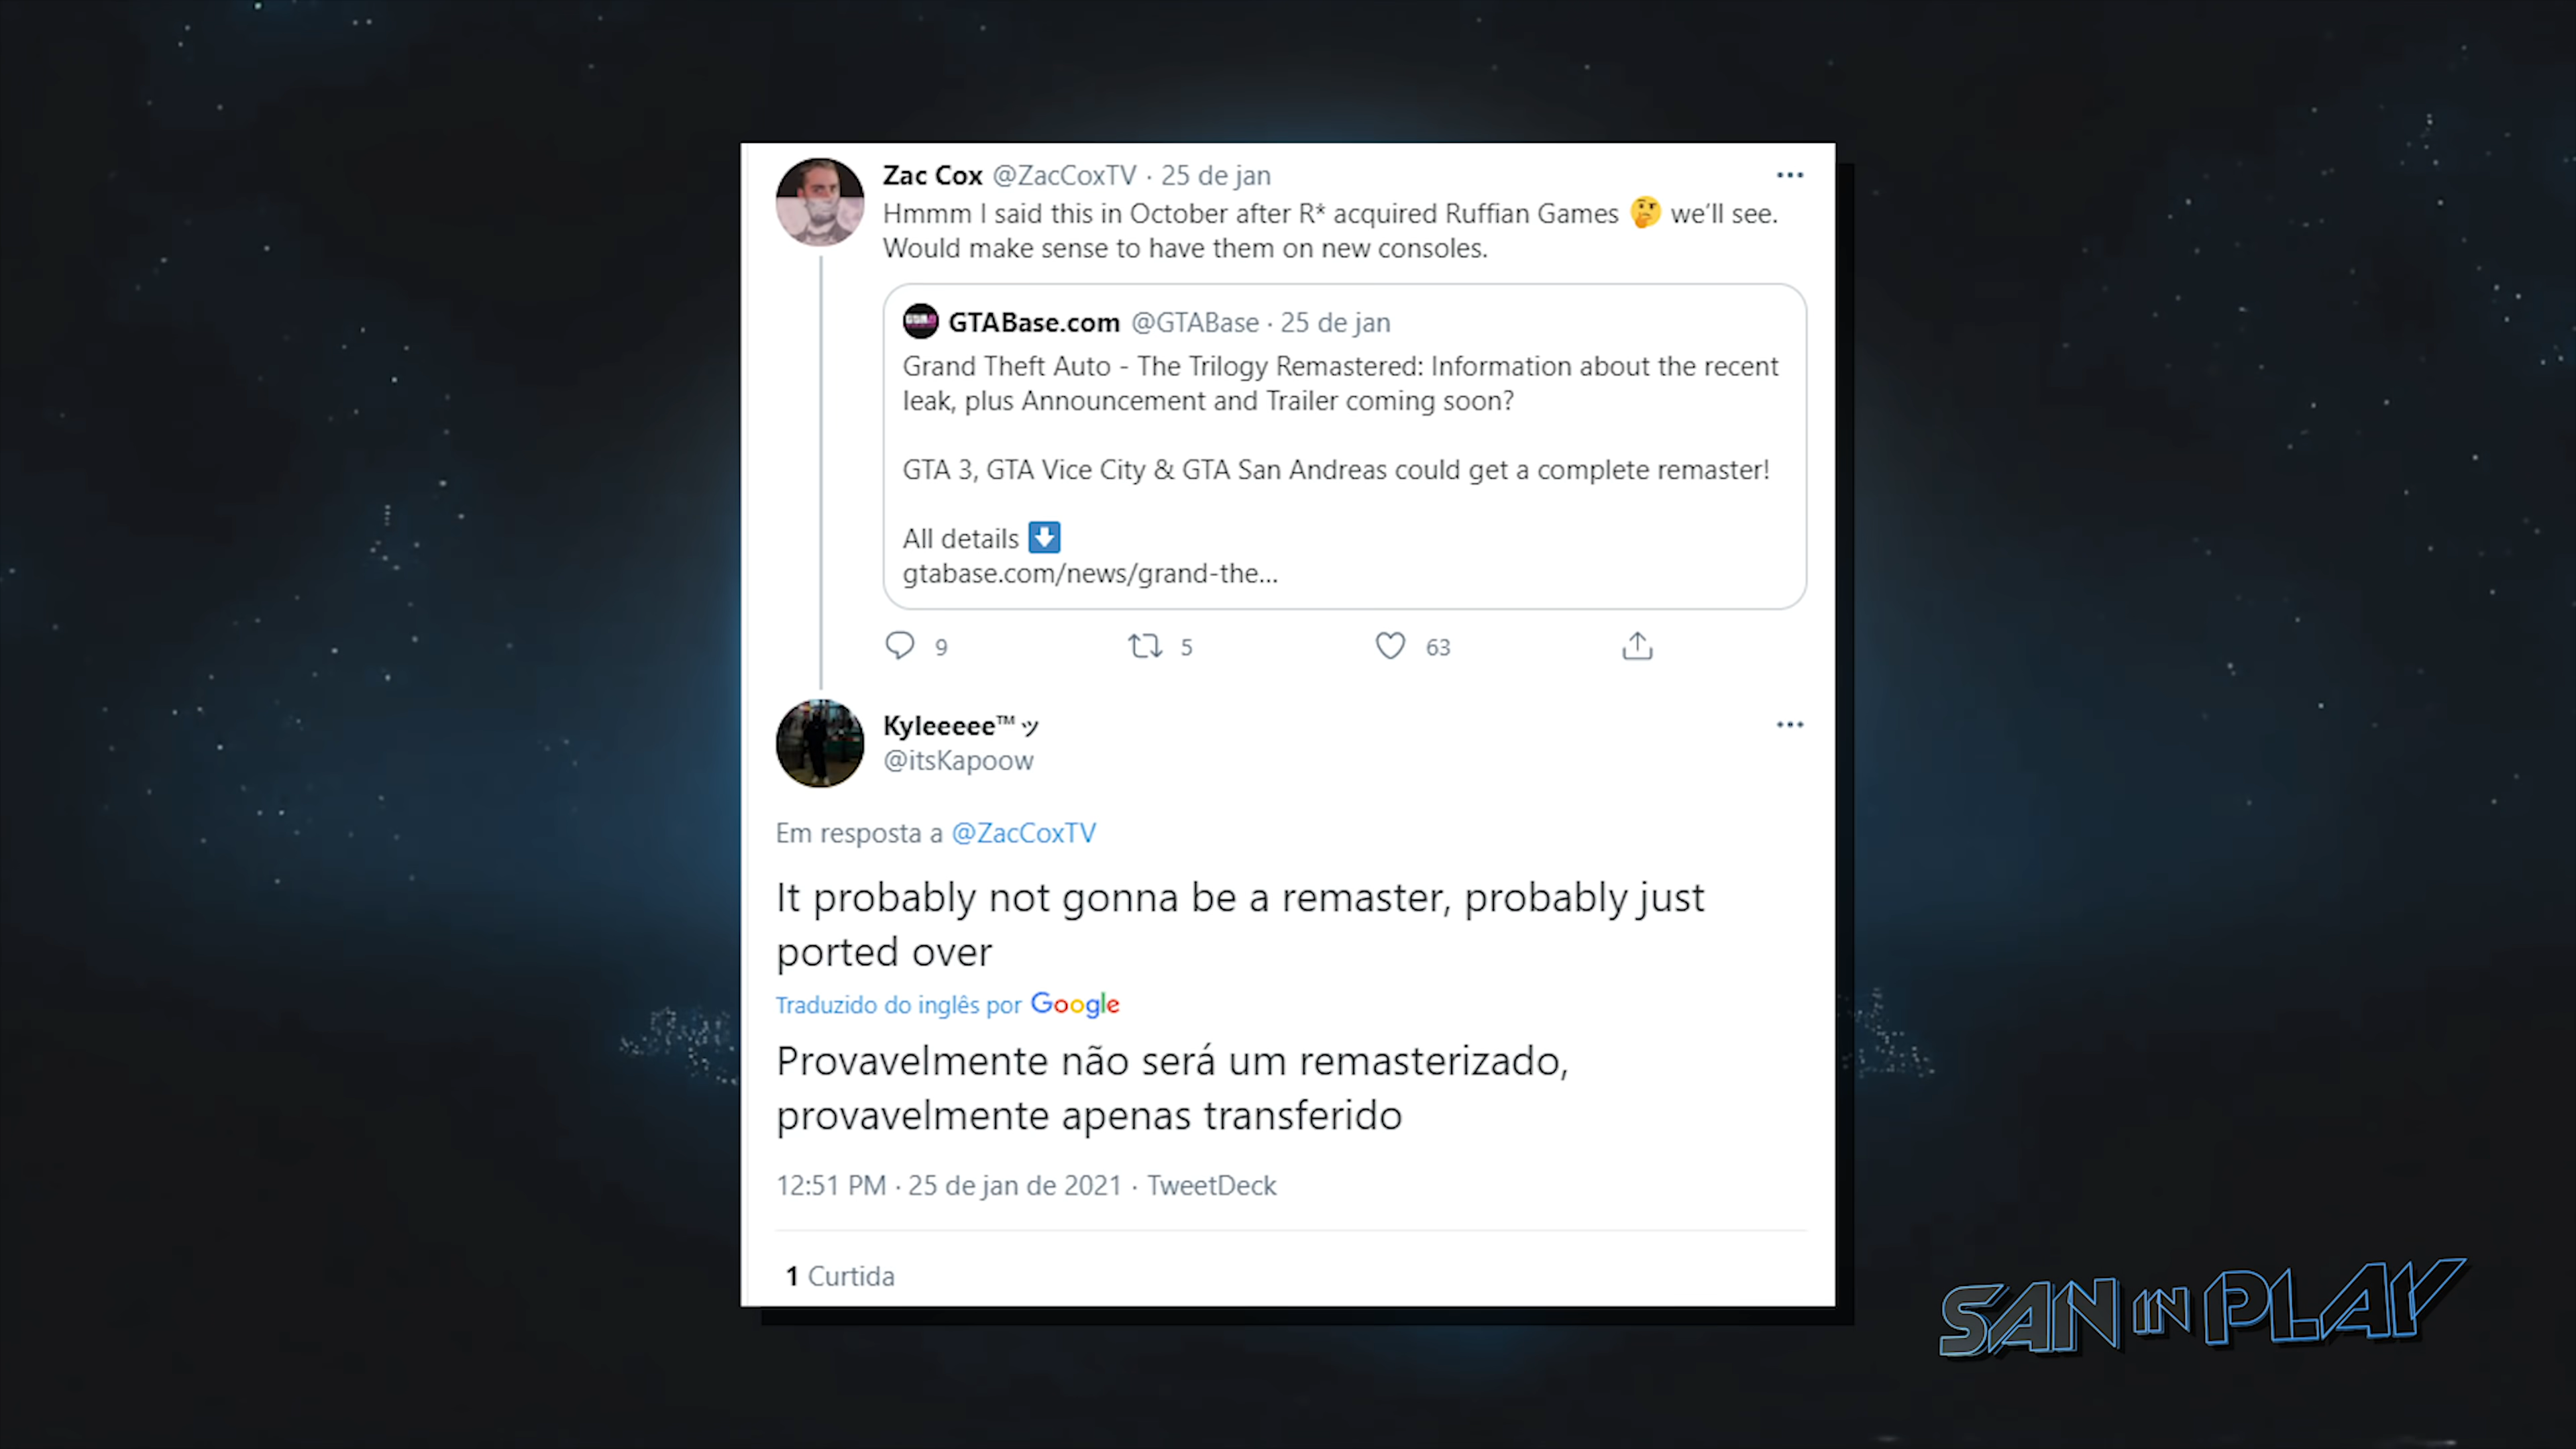 Zac Cox @ZacCoxTV · 25 de jan
Hmmm I said this in October after R* acquired Ruffian Games 🤔 we'll see.
Would make sense to have them on new consoles.
GTABase.com @GTABase · 25 de jan
Grand Theft Auto - The Trilogy Remastered: Information about the recent
leak, plus Announcement and Trailer coming soon?
GTA 3, GTA Vice City & GTA San Andreas could get a complete remaster!
All details ⬇️
gtabase.com/news/grand-the...
9 5 63
Kyleeeee™ ッ
@itsKapoow
Em resposta a @ZacCoxTV
It probably not gonna be a remaster, probably just
ported over
Traduzido do inglês por Google
Provavelmente não será um remasterizado,
provavelmente apenas transferido
12:51 PM · 25 de jan de 2021 · TweetDeck
1 Curtida
SAN IN PLAY